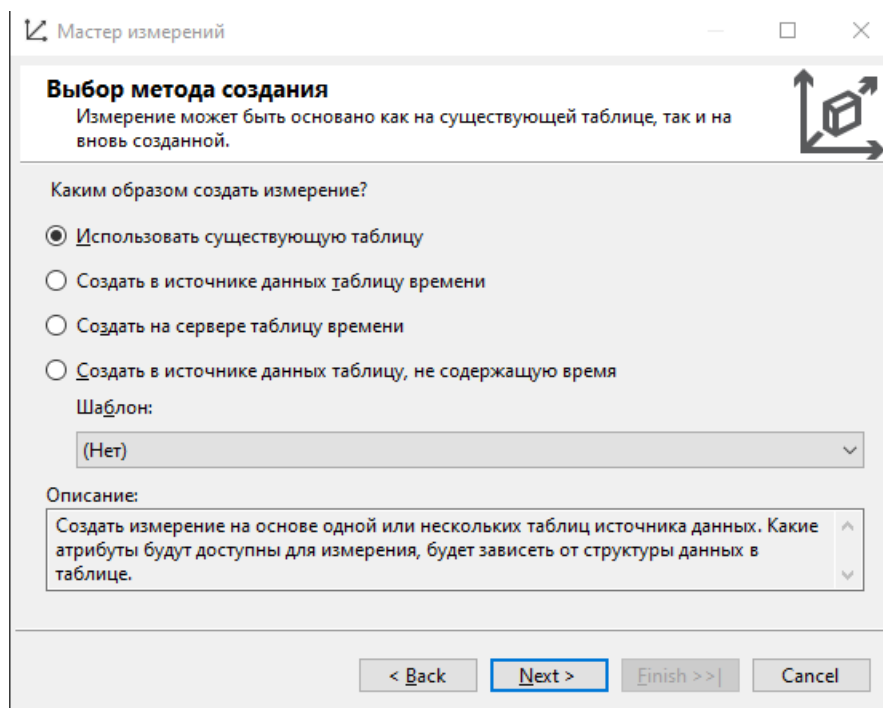 Мастер измерений
Выбор метода создания
Измерение может быть основано как на существующей таблице, так и на
вновь созданной.
Каким образом создать измерение?
Использовать существующую таблицу
Создать в источнике данных таблицу времени
Создать на сервере таблицу времени
Создать в источнике данных таблицу, не содержащую время
Шаблон:
(Нет)
Описание:
Создать измерение на основе одной или нескольких таблиц источника данных. Какие
атрибуты будут доступны для измерения, будет зависеть от структуры данных в
таблице.
< Back Next > Finish >>| Cancel